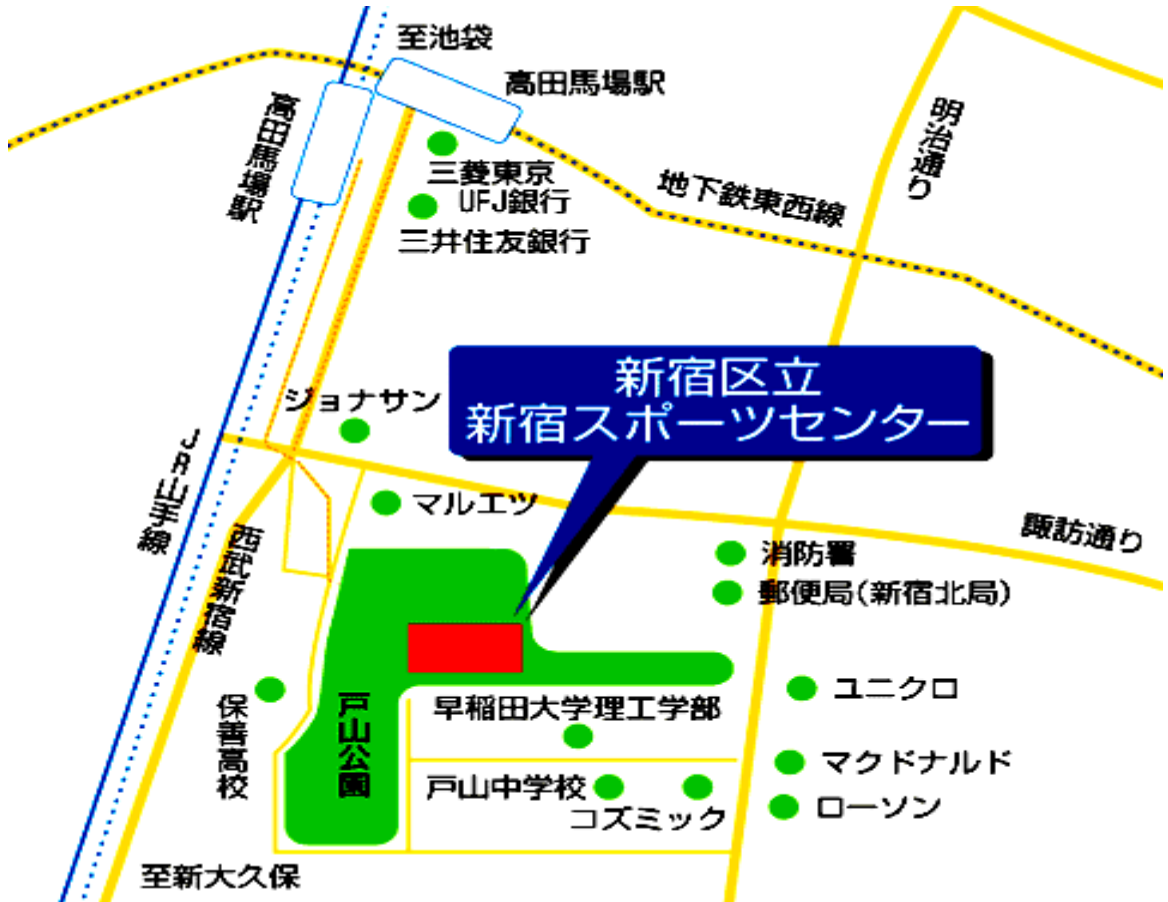 至池袋
高田馬場駅
高田馬場駅
明治通り
三菱東京
UFJ銀行
三井住友銀行
地下鉄東西線
新宿区立
新宿スポーツセンター
ジョナサン
JR山手線
マルエツ
諏訪通り
西武新宿線
消防署
郵便局(新宿北局)
保善高校
戸山公園
早稲田大学理工学部
ユニクロ
戸山中学校
コズミック
マクドナルド
ローソン
至新大久保